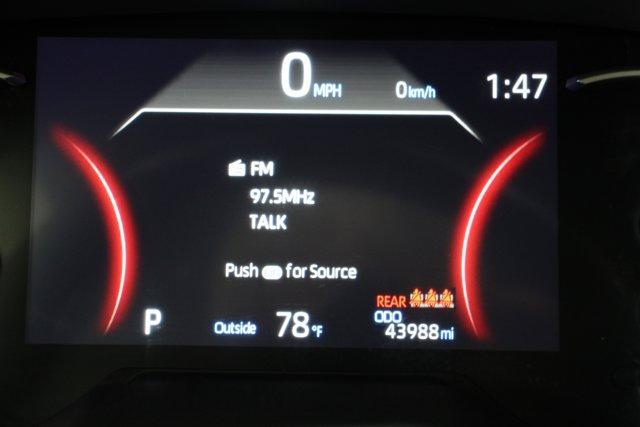 0 MPH 0 km/h 1:47
FM
97.5MHz
TALK
Push for Source
REAR
ODO
P Outside 78 °F 43988 mi